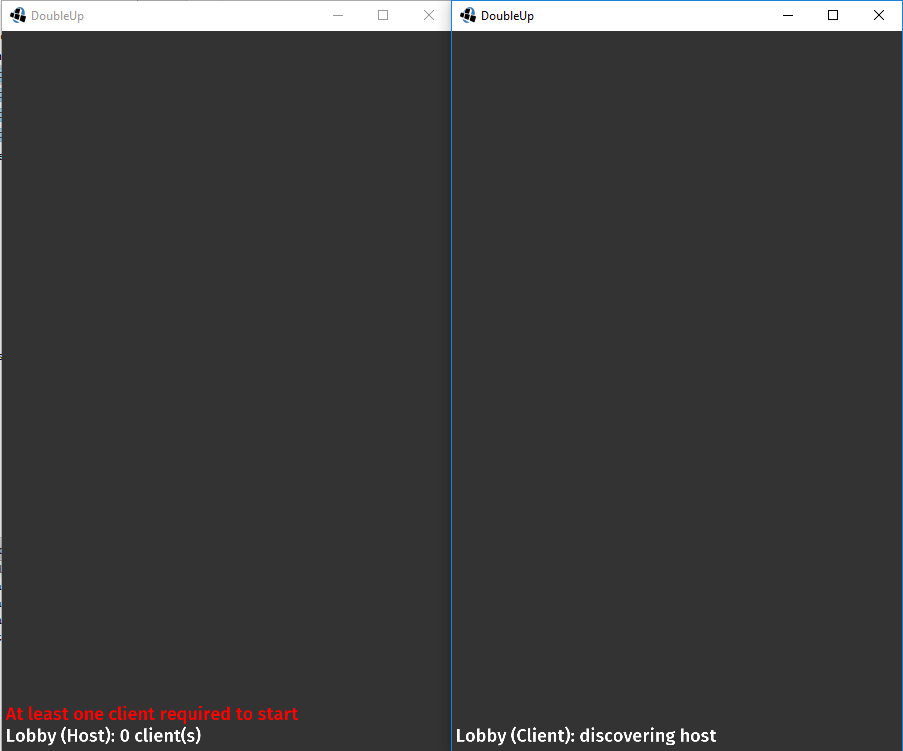 DoubleUp
At least one client required to start
Lobby (Host): 0 client(s)
DoubleUp
Lobby (Client): discovering host